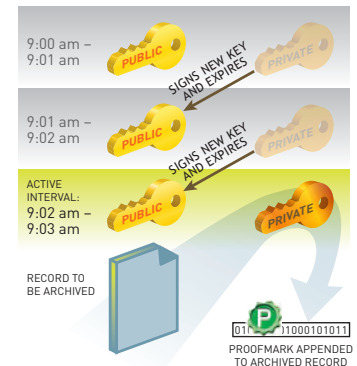 9:00 am –
9:01 am
PUBLIC
PRIVATE
SIGNS NEW KEY
AND EXPIRES
9:01 am –
9:02 am
PUBLIC
PRIVATE
SIGNS NEW KEY
AND EXPIRES
ACTIVE
INTERVAL:
9:02 am –
9:03 am
PUBLIC
PRIVATE
RECORD TO
BE ARCHIVED
P
01 01000101011
PROOFMARK APPENDED
TO ARCHIVED RECORD